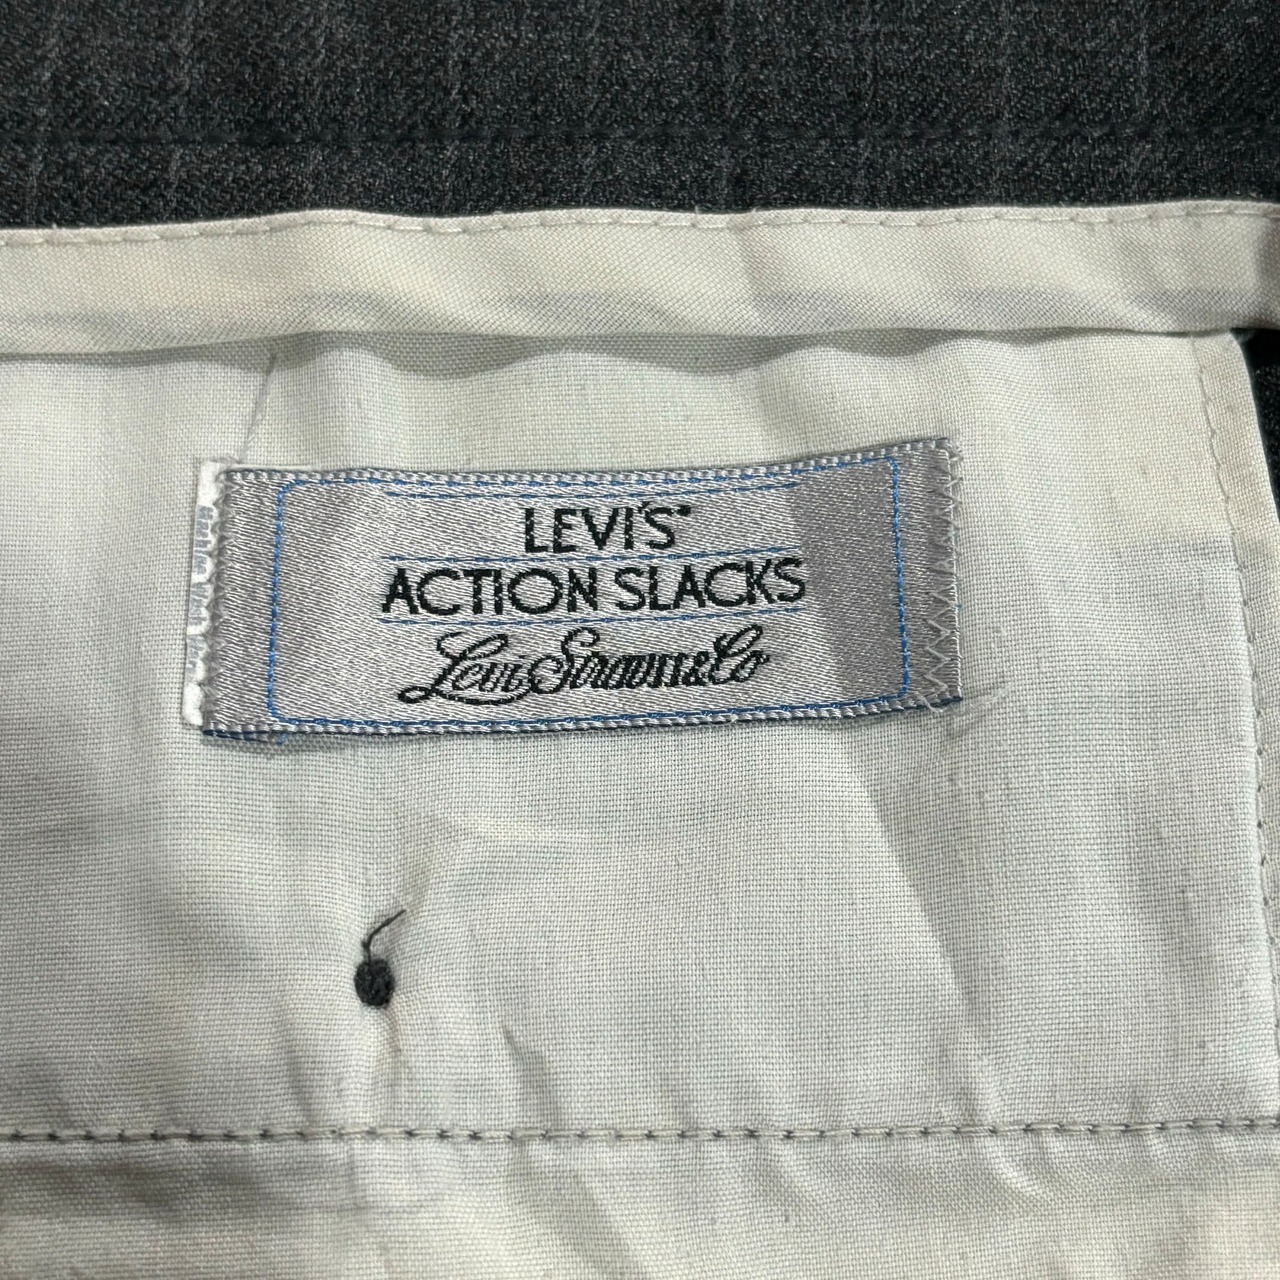 LEVI'S®
ACTION SLACKS
Levi Strauss & Co